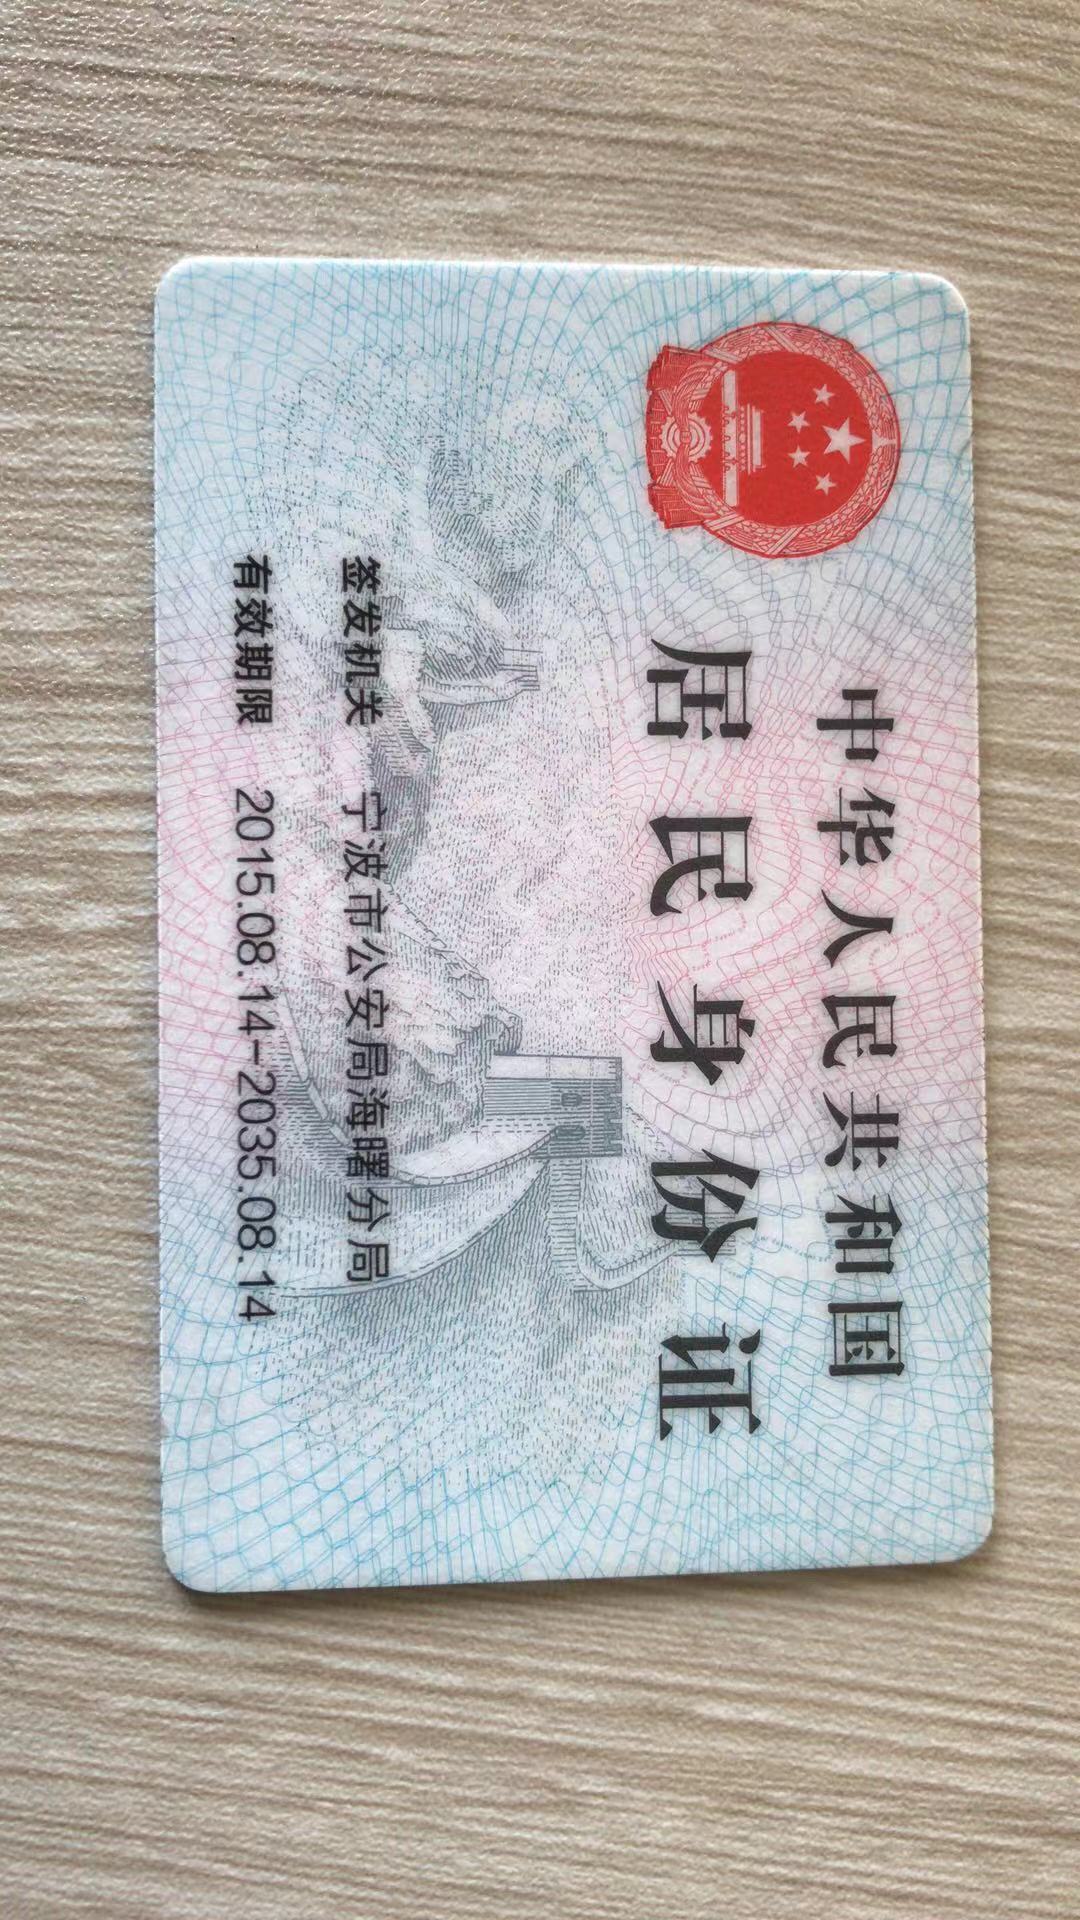 中华人民共和国
居民身份证
签发机关 宁波市公安局海曙分局
有效期限 2015.08.14-2035.08.14